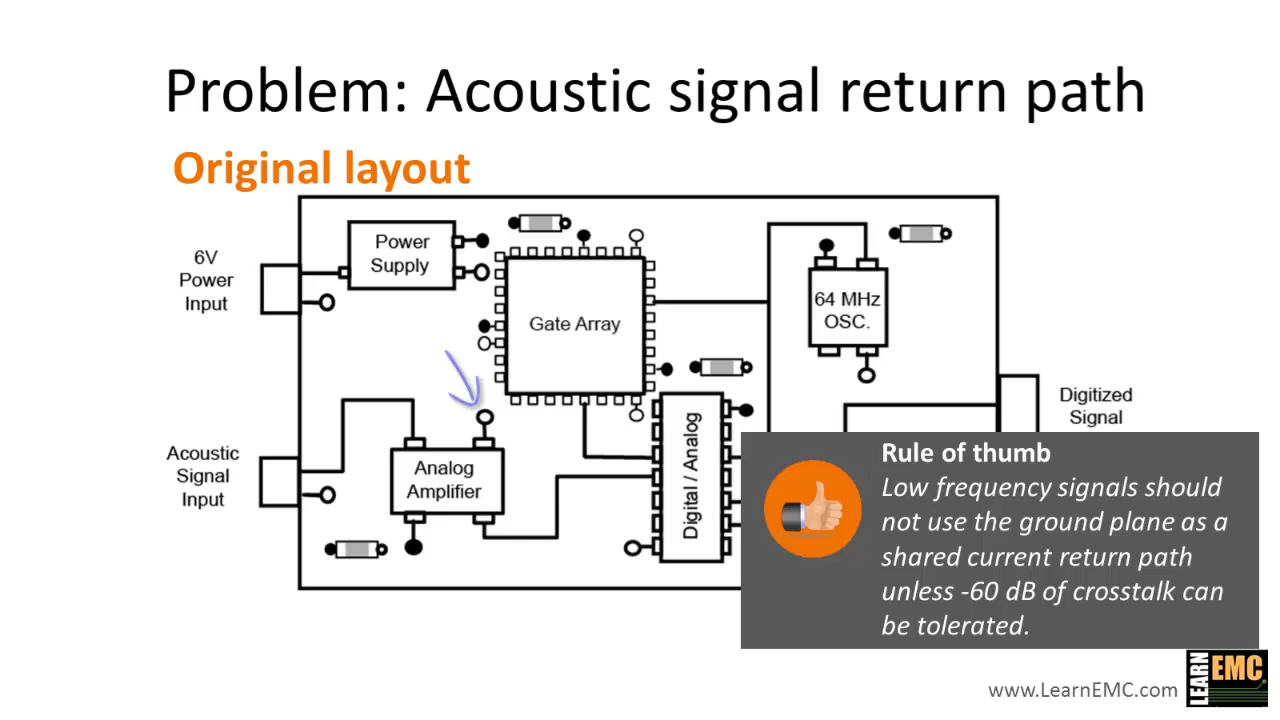 Problem: Acoustic signal return path
Original layout
6V
Power
Input
Power
Supply
Gate Array
64 MHz
OSC.
Digitized
Signal
Acoustic
Signal
Input
Analog
Amplifier
Digital / Analog
Rule of thumb
Low frequency signals should
not use the ground plane as a
shared current return path
unless -60 dB of crosstalk can
be tolerated.
www.LearnEMC.com
LEARN
EMC